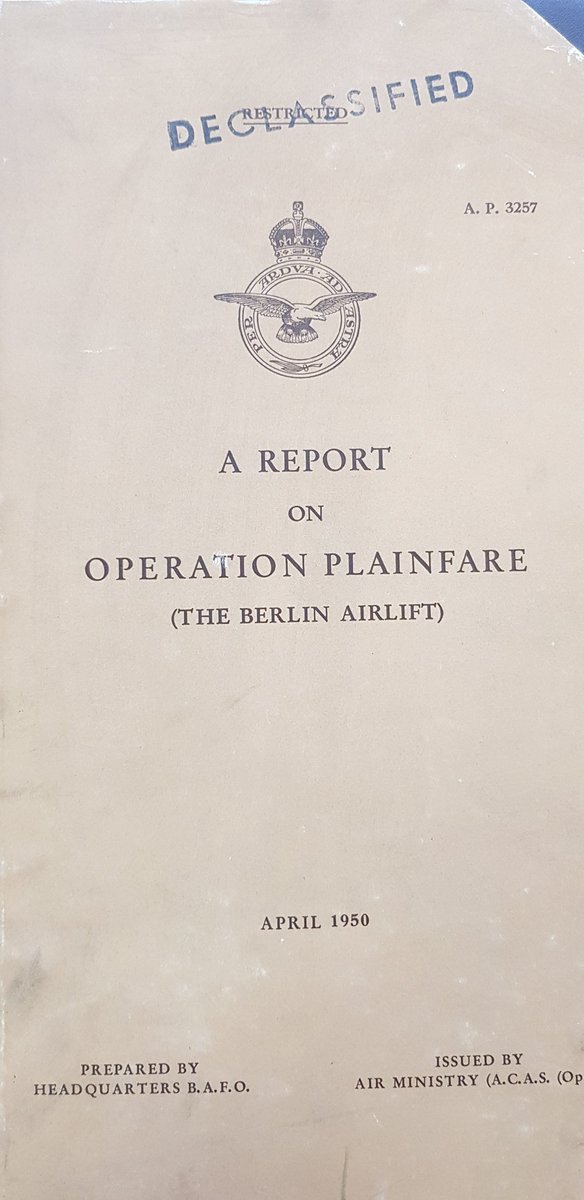 DECLASSIFIED
RESTRICTED
A. P. 3257
PER ARDVA · AD ASTRA
A REPORT
ON
OPERATION PLAINFARE
(THE BERLIN AIRLIFT)
APRIL 1950
PREPARED BY
HEADQUARTERS B.A.F.O.
ISSUED BY
AIR MINISTRY (A.C.A.S. (Op